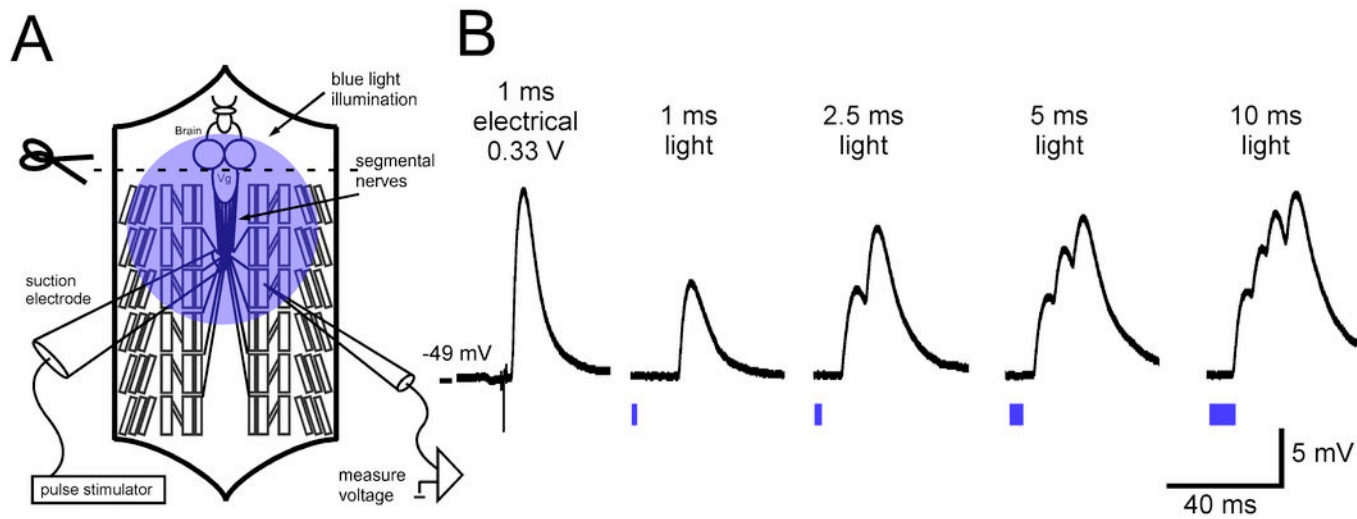 A
blue light
illumination
Brain
segmental
nerves
Vg
suction
electrode
pulse stimulator
measure
voltage
B
1 ms
electrical
0.33 V
1 ms
light
2.5 ms
light
5 ms
light
10 ms
light
-49 mV
5 mV
40 ms